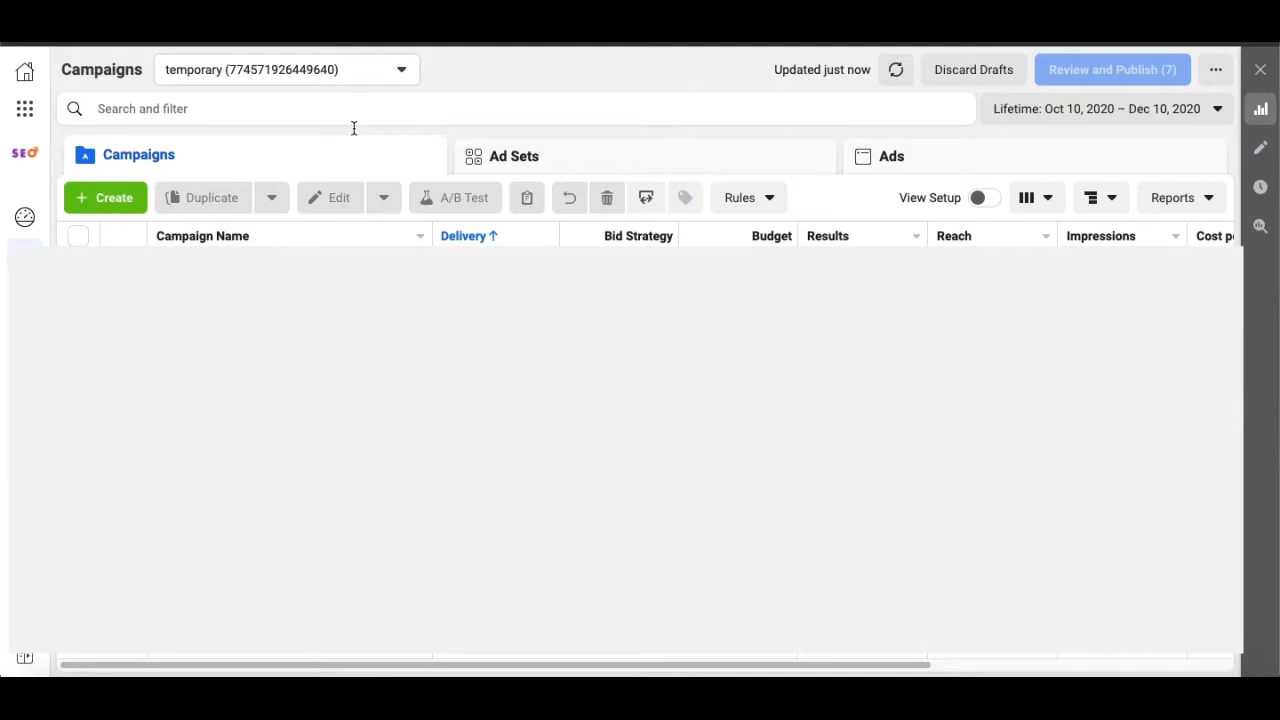 Campaigns
temporary (774571926449640)
Updated just now
Discard Drafts
Review and Publish (7)
Search and filter
Lifetime: Oct 10, 2020 – Dec 10, 2020
SEO
Campaigns
Ad Sets
Ads
+ Create
Duplicate
Edit
A/B Test
Rules
View Setup
Reports
Campaign Name
Delivery ↑
Bid Strategy
Budget
Results
Reach
Impressions
Cost